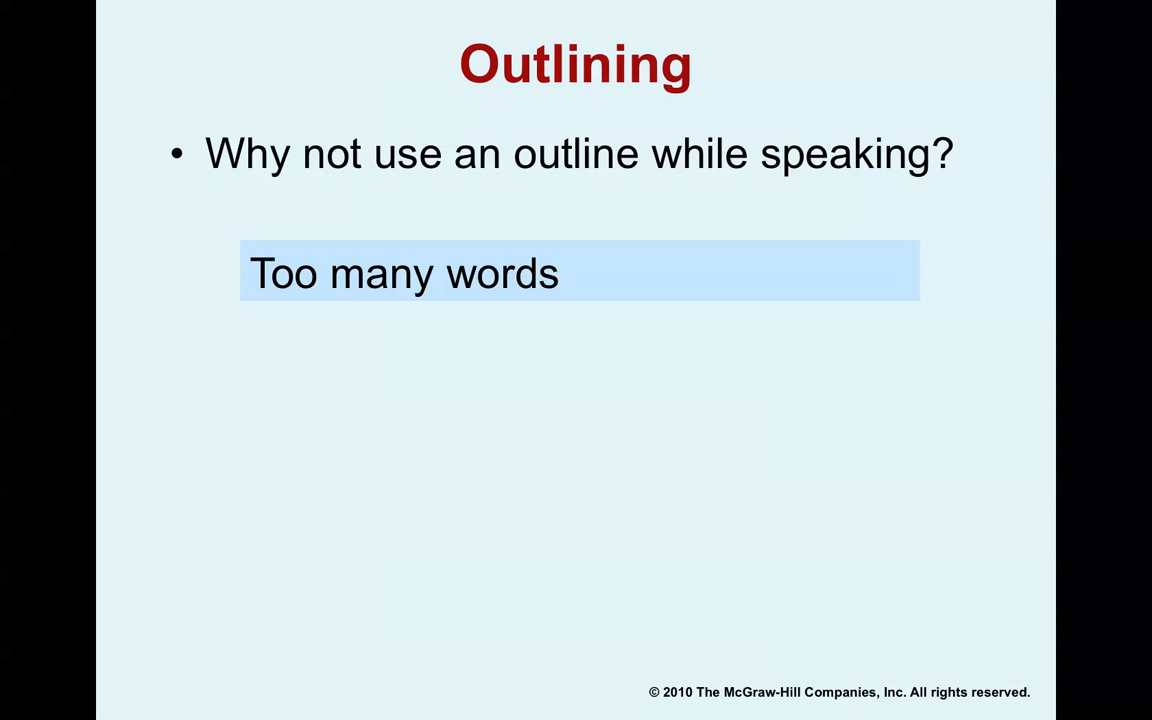 Outlining
• Why not use an outline while speaking?
Too many words
© 2010 The McGraw-Hill Companies, Inc. All rights reserved.